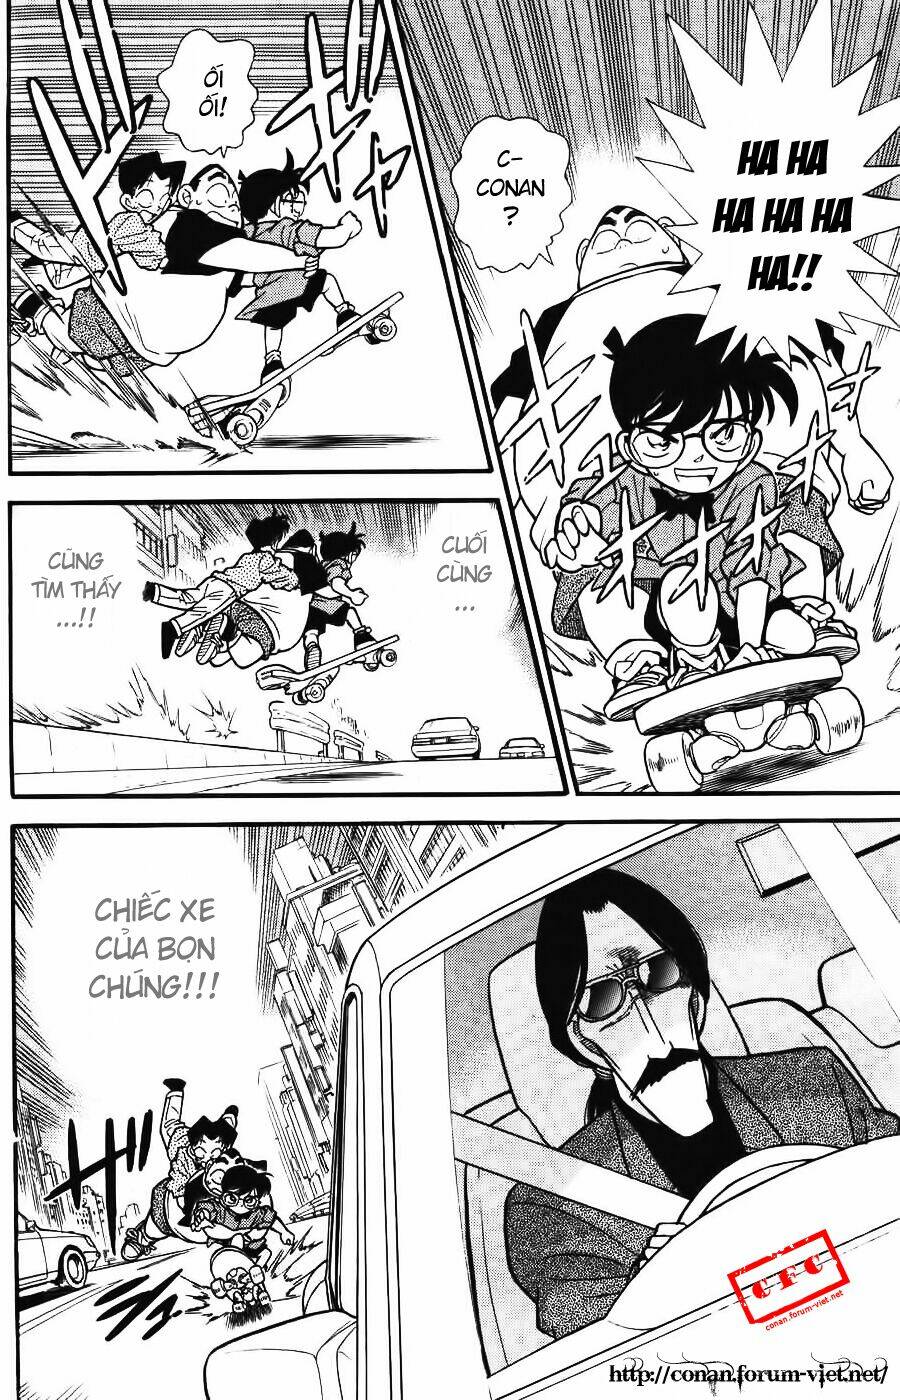 HA HA
HA HA HA
HA!!
C-
CONAN
?
ỐI
ỐI!
CUỐI
CÙNG
...
CŨNG
TÌM THẤY
...!!
CHIẾC XE
CỦA BỌN
CHÚNG!!!
CFC
conan.forum-viet.net
http://conan.forum-viet.net/